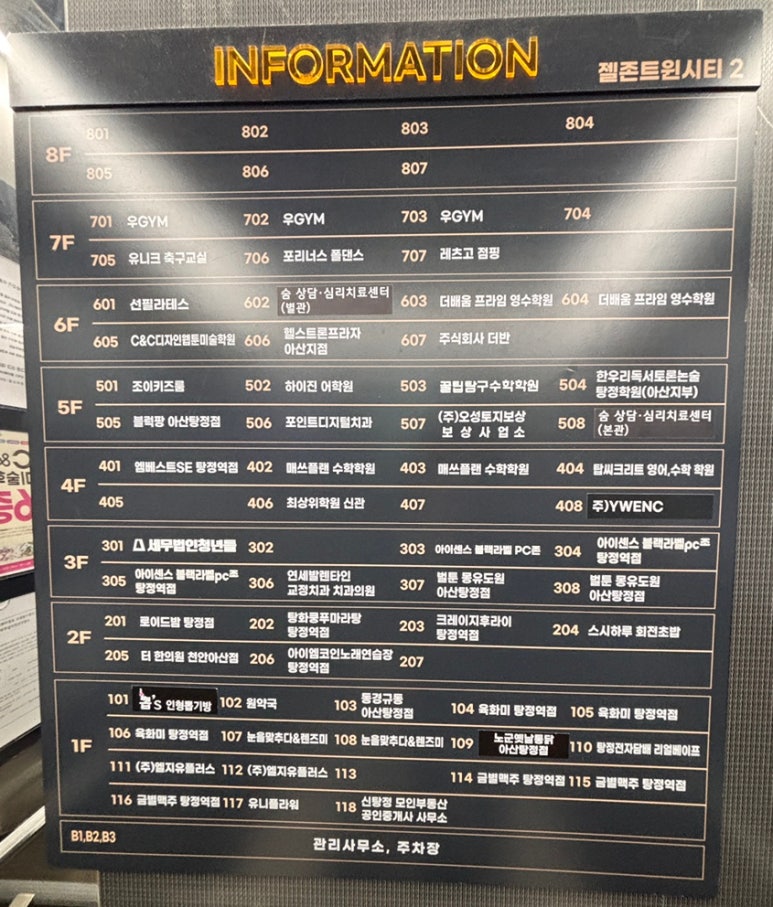 INFORMATION
젤존트윈시티 2
8F
801 802 803 804
805 806 807
7F
701 우GYM 702 우GYM 703 우GYM 704
705 유니크 축구교실 706 포리너스 폴댄스 707 레츠고 점핑
6F
601 선필라테스 602 숨 상담·심리치료센터 (별관) 603 더배움 프라임 영수학원 604 더배움 프라임 영수학원
605 C&C디자인웹툰미술학원 606 헬스트론프라자 아산지점 607 주식회사 더반
5F
501 조이키즈룸 502 하이진 어학원 503 꿀팁탐구수학학원 504 한우리독서토론논술 탕정학원(아산지부)
505 블럭팡 아산탕정점 506 포인트디지털치과 507 (주)오성토지보상 보상사업소 508 숨 상담·심리치료센터 (본관)
4F
401 엠베스트SE 탕정역점 402 매쓰플랜 수학학원 403 매쓰플랜 수학학원 404 탑씨크리트 영어,수학 학원
405 406 최상위학원 신관 407 408 주)YWENC
3F
301 세무법인청년들 302 303 아이센스 블랙라벨 PC존 304 아이센스 블랙라벨pc존 탕정역점
305 아이센스 블랙라벨pc존 탕정역점 306 연세발렌타인 교정치과 치과의원 307 벌툰 몽유도원 아산탕정점 308 벌툰 몽유도원 아산탕정점
2F
201 로이드밤 탕정점 202 탕화쿵푸마라탕 탕정역점 203 크레이지후라이 탕정역점 204 스시하루 회전초밥
205 터 한의원 천안아산점 206 아이엠코인노래연습장 탕정역점 207
1F
101 놈's 인형뽑기방 102 원약국 103 동경규동 아산탕정점 104 육화미 탕정역점 105 육화미 탕정역점
106 육화미 탕정역점 107 눈을맞추다&렌즈미 108 눈을맞추다&렌즈미 109 노군옛날통닭 아산탕정점 110 탕정전자담배 리얼베이프
111 (주)엘지유플러스 112 (주)엘지유플러스 113 114 금별맥주 탕정역점 115 금별맥주 탕정역점
116 금별맥주 탕정역점 117 유니플라워 118 신탕정 모인부동산 공인중개사 사무소
B1,B2,B3 관리사무소, 주차장